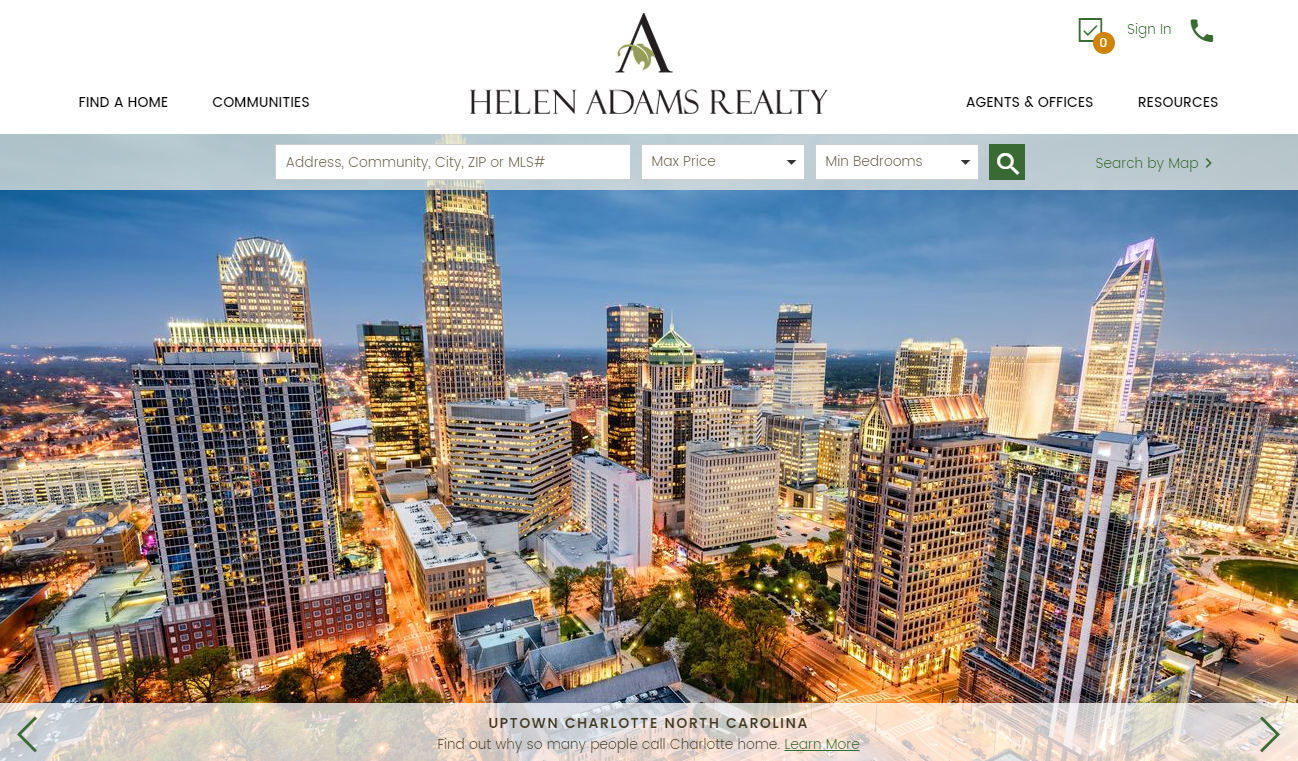 0
Sign In
A
HELEN ADAMS REALTY
FIND A HOME
COMMUNITIES
AGENTS & OFFICES
RESOURCES
Address, Community, City, ZIP or MLS#
Max Price
Min Bedrooms
Search by Map
UPTOWN CHARLOTTE NORTH CAROLINA
Find out why so many people call Charlotte home. Learn More